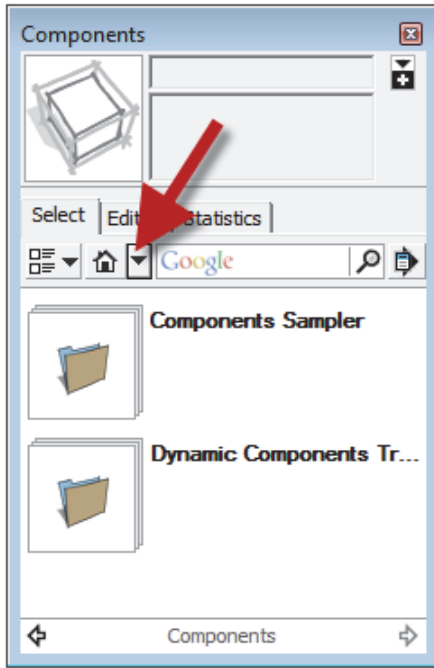 Components
Select Edit Statistics
Google
Components Sampler
Dynamic Components Tr...
Components